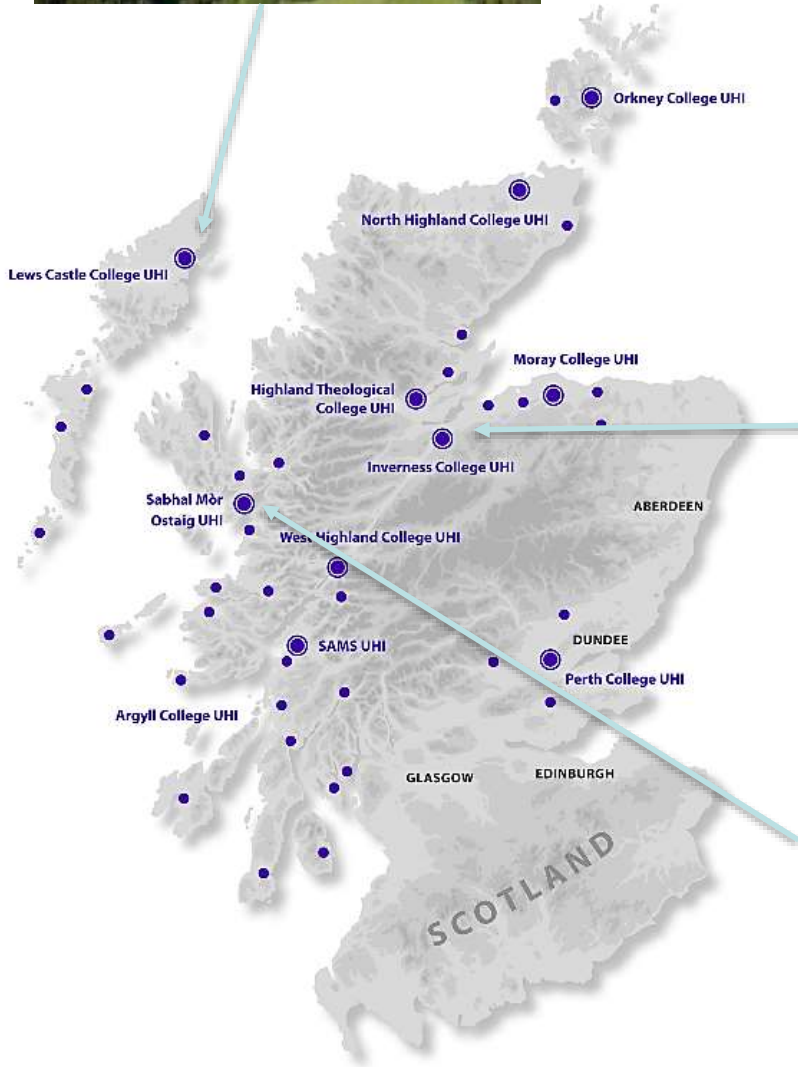 Orkney College UHI
North Highland College UHI
Lews Castle College UHI
Moray College UHI
Highland Theological
College UHI
Inverness College UHI
Sabhal Mòr
Ostaig UHI
ABERDEEN
West Highland College UHI
DUNDEE
SAMS UHI
Perth College UHI
Argyll College UHI
GLASGOW
EDINBURGH
SCOTLAND